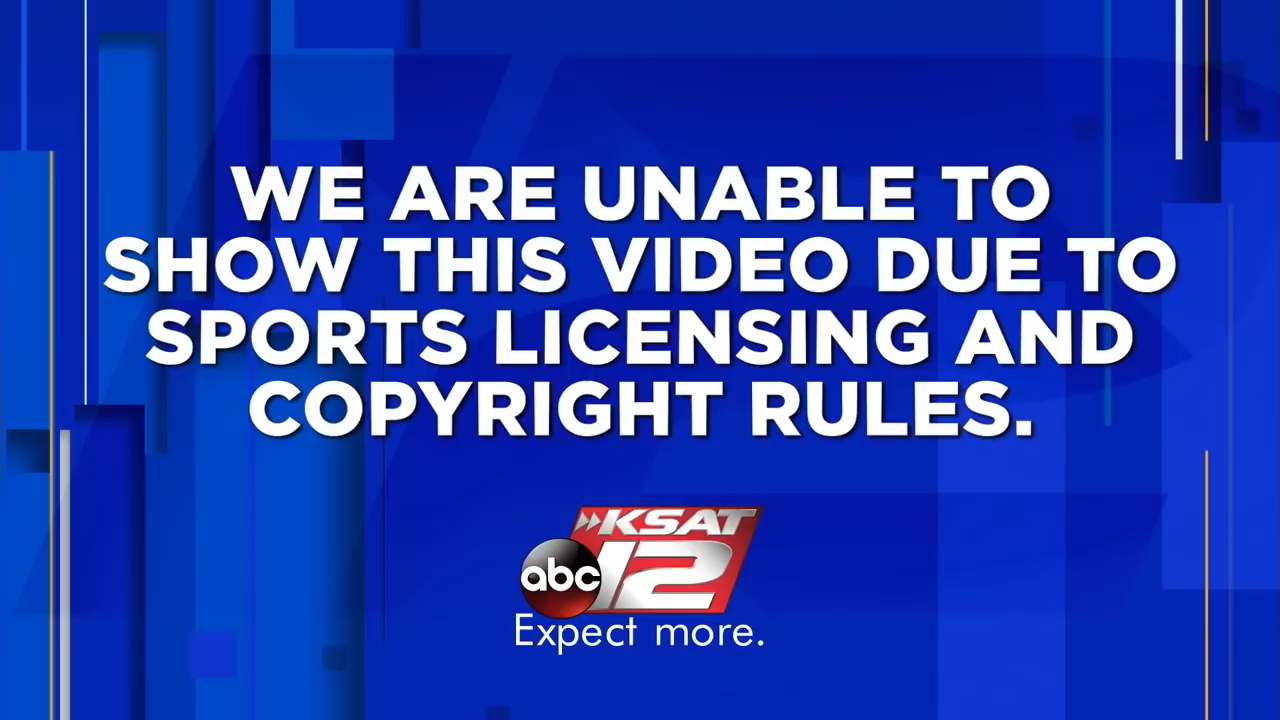 WE ARE UNABLE TO
SHOW THIS VIDEO DUE TO
SPORTS LICENSING AND
COPYRIGHT RULES.
KSAT
abc 12
Expect more.